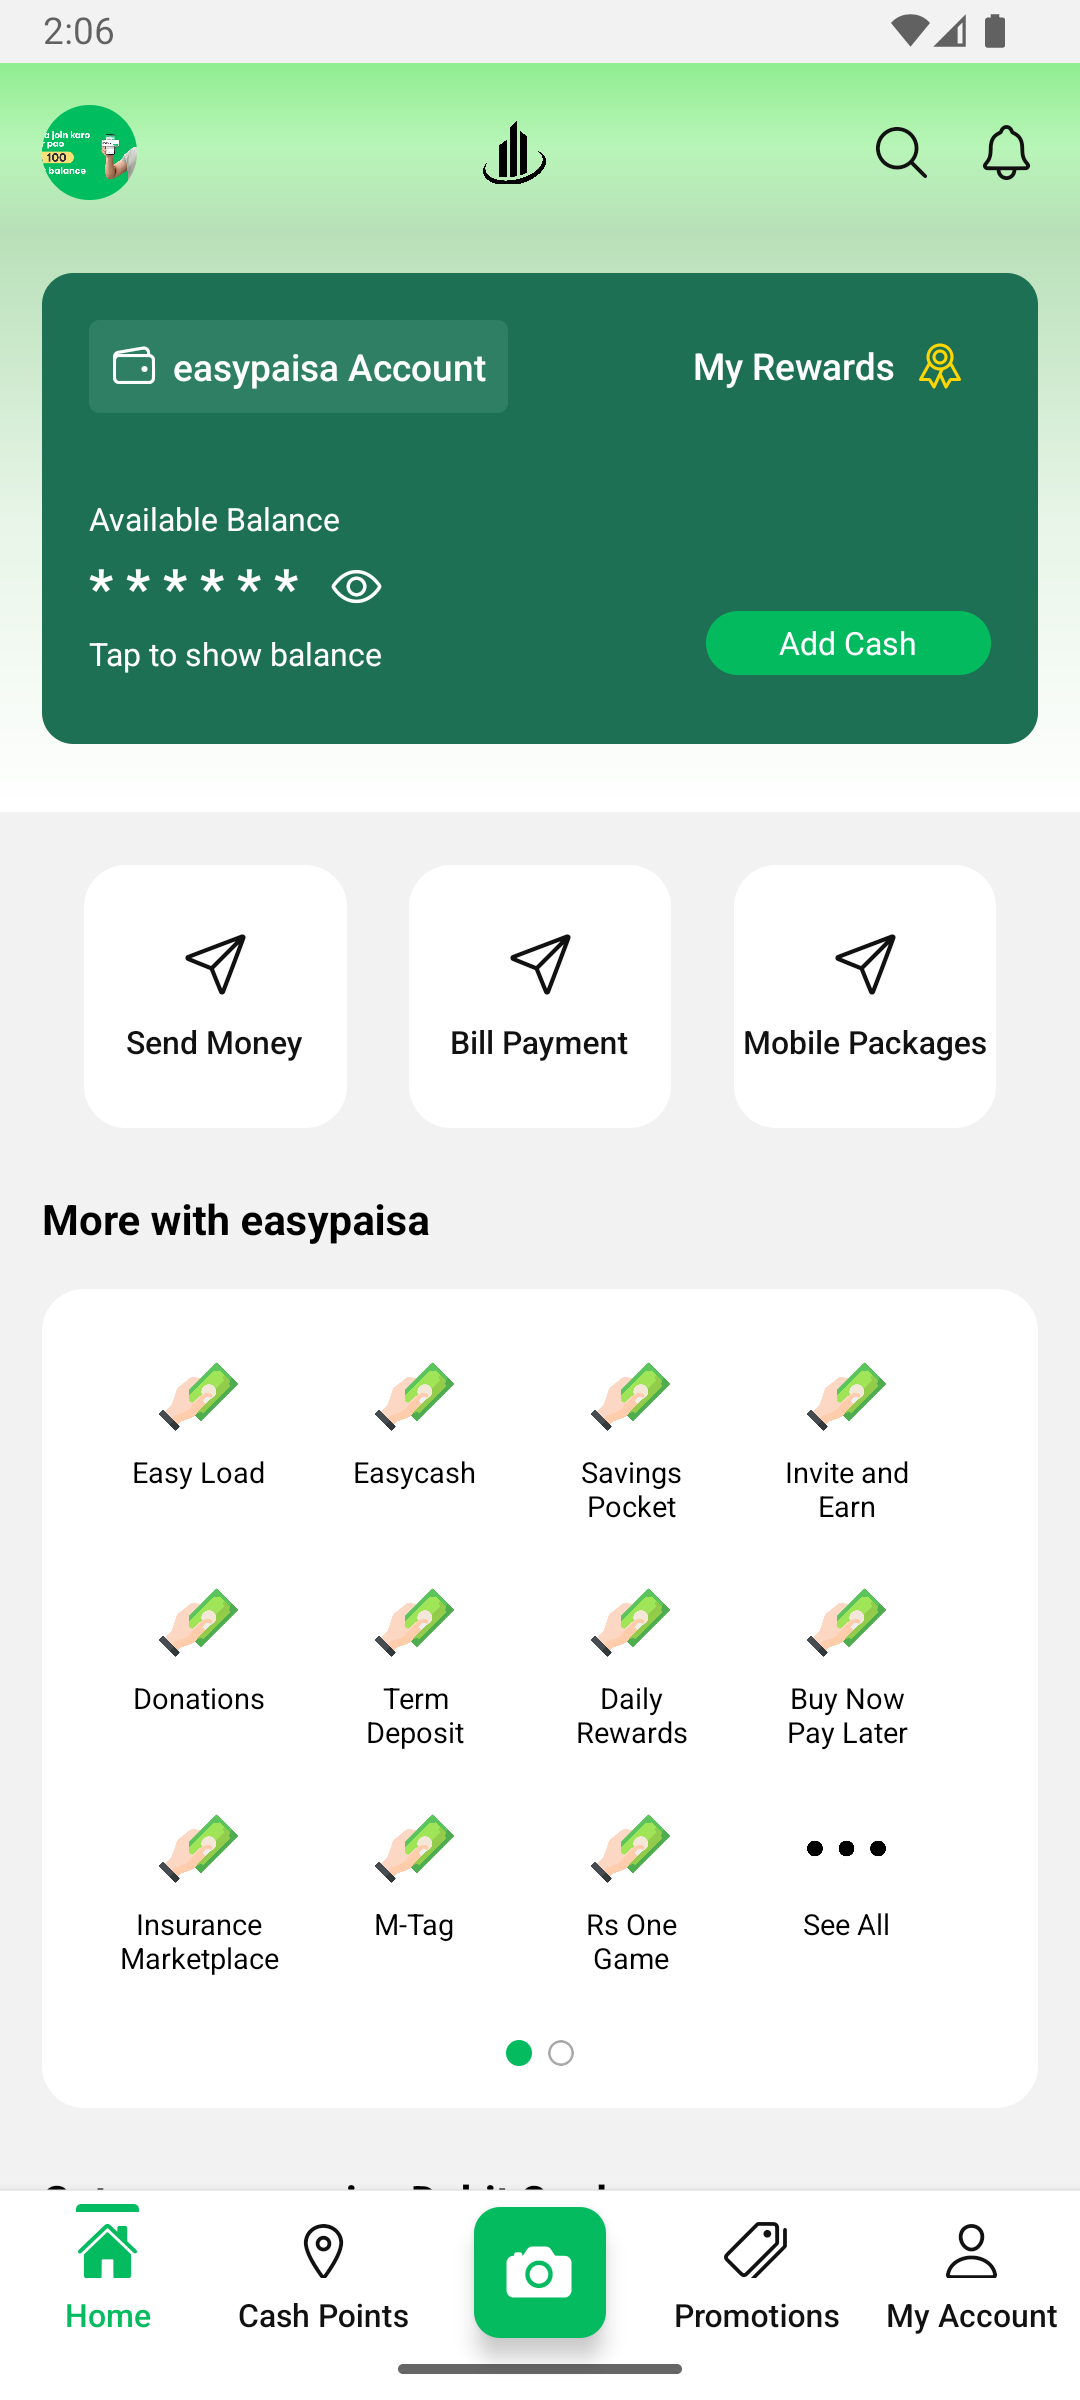 2:06
a join karo
r pao
100
balance
easypaisa Account
My Rewards
Available Balance
* * * * * *
Tap to show balance
Add Cash
Send Money
Bill Payment
Mobile Packages
More with easypaisa
Easy Load
Easycash
Savings
Pocket
Invite and
Earn
Donations
Term
Deposit
Daily
Rewards
Buy Now
Pay Later
Insurance
Marketplace
M-Tag
Rs One
Game
See All
Home
Cash Points
Promotions
My Account